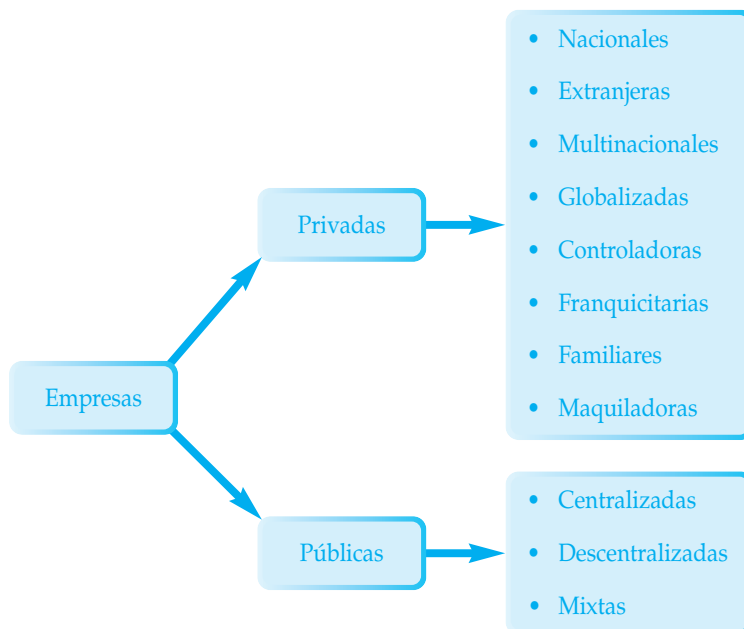 Empresas
Privadas
• Nacionales
• Extranjeras
• Multinacionales
• Globalizadas
• Controladoras
• Franquicitarias
• Familiares
• Maquiladoras
Públicas
• Centralizadas
• Descentralizadas
• Mixtas